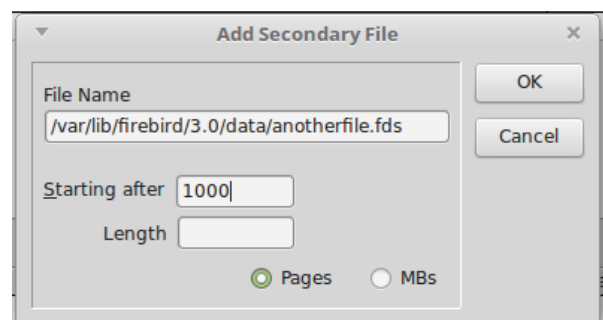 Add Secondary File
File Name
OK
/var/lib/firebird/3.0/data/anotherfile.fds
Cancel
Starting after 1000
Length
Pages MBs